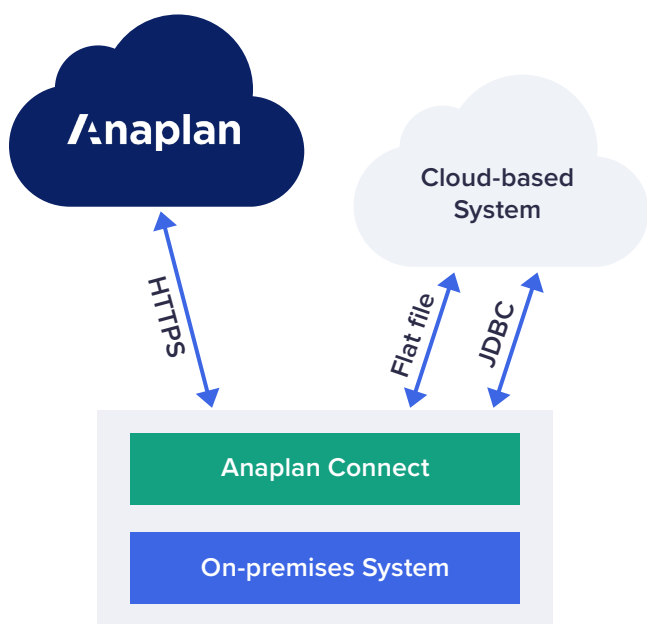 Anaplan
Cloud-based
System
HTTPS
Flat file
JDBC
Anaplan Connect
On-premises System